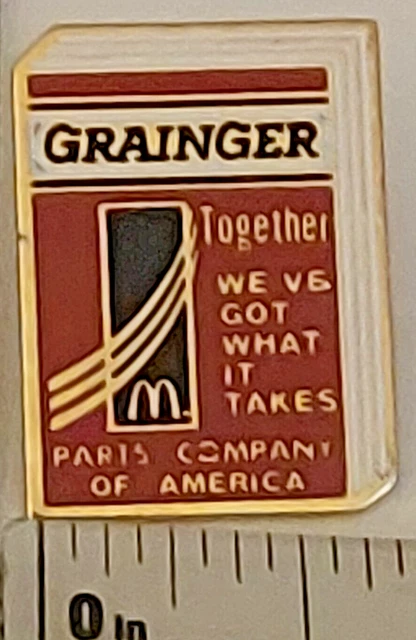 GRAINGER
Together
WE VE
GOT
WHAT
IT
TAKES
PARTS COMPANY
OF AMERICA
0 in